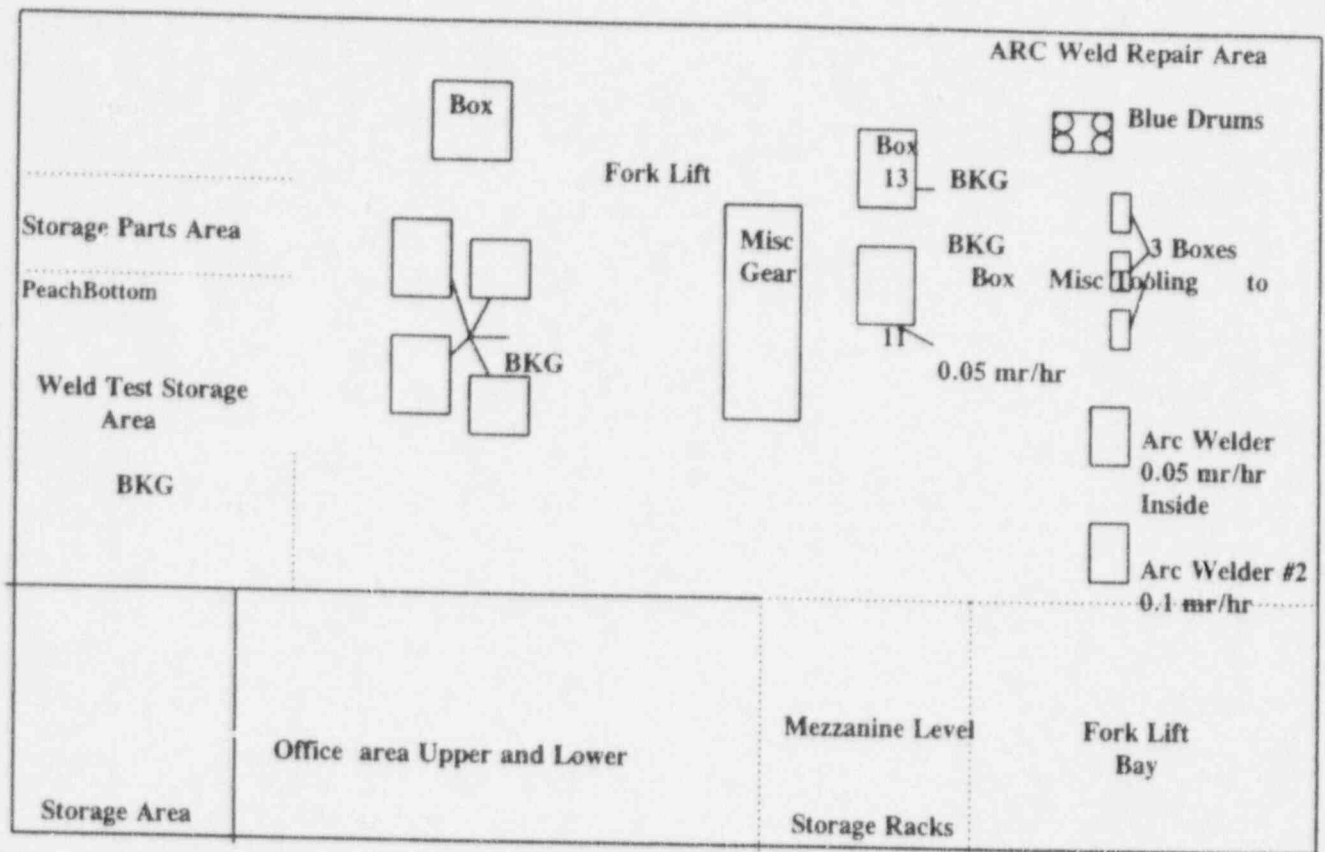 ARC Weld Repair Area
Box
Blue Drums
Box
13
BKG
Fork Lift
Storage Parts Area
Misc
Gear
BKG
Box
3 Boxes
Misc Tooling to
PeachBottom
11
0.05 mr/hr
BKG
Weld Test Storage
Area
BKG
Arc Welder
0.05 mr/hr
Inside
Arc Welder #2
0.1 mr/hr
Office area Upper and Lower
Mezzanine Level
Fork Lift
Bay
Storage Area
Storage Racks